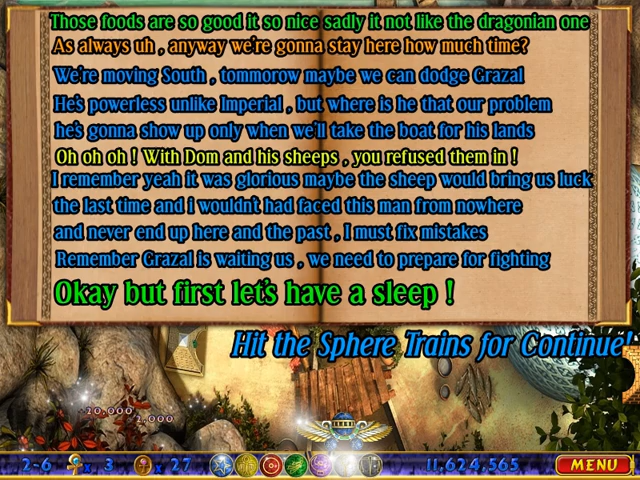 Those foods are so good it so nice sadly it not like the dragonian one
As always uh , anyway we're gonna stay here how much time?
We're moving South , tommorow maybe we can dodge Grazal
He's powerless unlike Imperial , but where is he that our problem
he's gonna show up only when we'll take the boat for his lands
Oh oh oh ! With Dom and his sheeps , you refused them in !
I remember yeah it was glorious maybe the sheep would bring us luck
the last time and i wouldn't had faced this man from nowhere
and never end up here and the past , I must fix mistakes
Remember Grazal is waiting us , we need to prepare for fighting
Okay but first let's have a sleep !
Hit the Sphere Trains for Continue!
-20,000
2,000
2-6 x 3 x 27 11,624,565 MENU